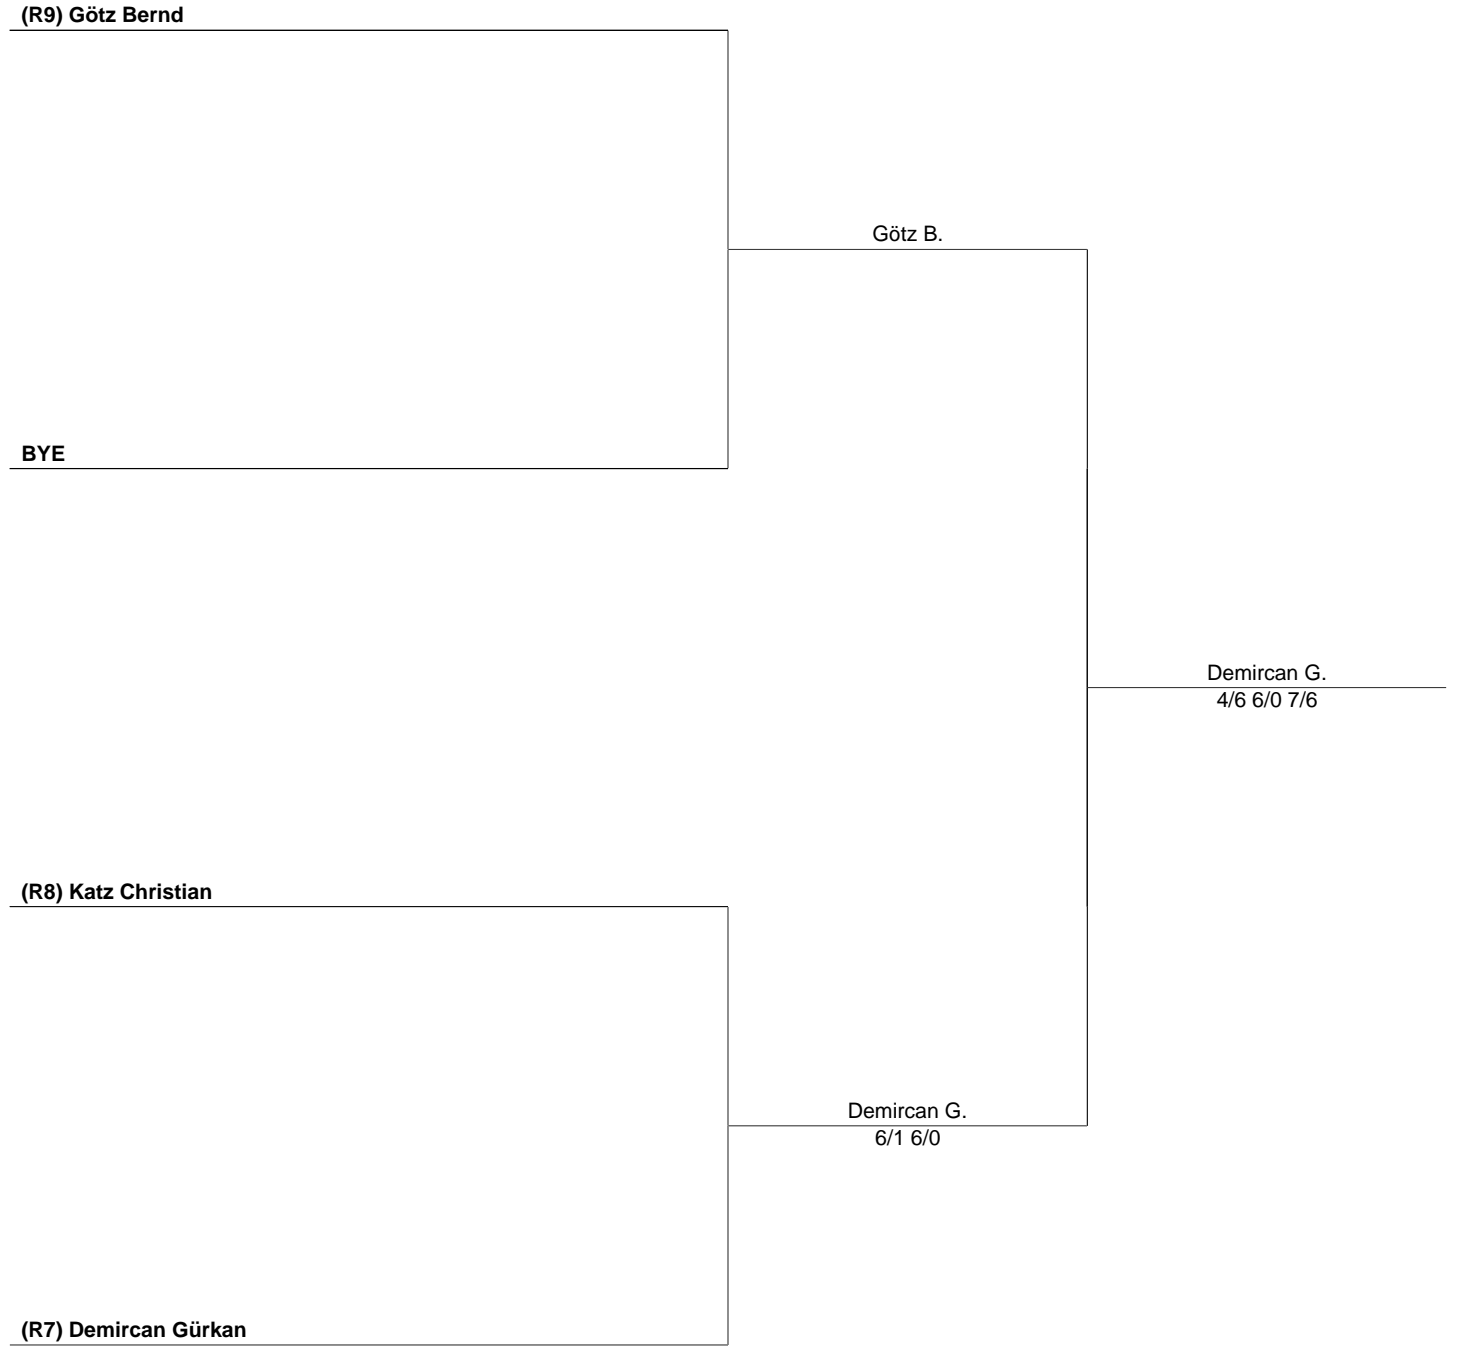 (R9) Götz Bernd
Götz B.
BYE
Demircan G.
4/6 6/0 7/6
(R8) Katz Christian
Demircan G.
6/1 6/0
(R7) Demircan Gürkan